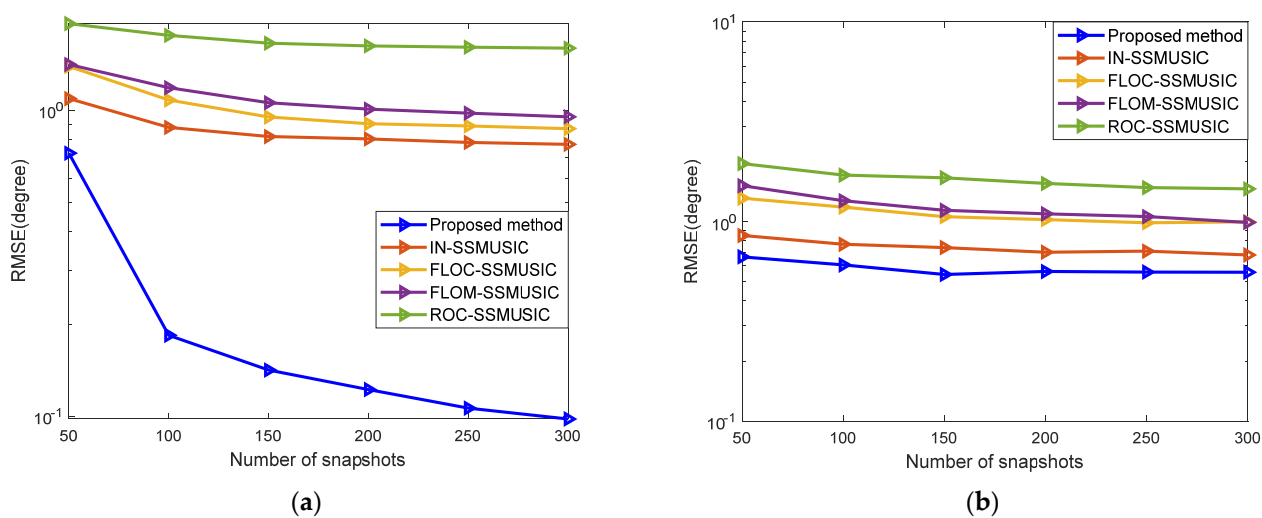 10^0
10^-1
RMSE(degree)
50 100 150 200 250 300
Number of snapshots
Proposed method
IN-SSMUSIC
FLOC-SSMUSIC
FLOM-SSMUSIC
ROC-SSMUSIC
(a)
10^1
10^0
10^-1
RMSE(degree)
50 100 150 200 250 300
Number of snapshots
Proposed method
IN-SSMUSIC
FLOC-SSMUSIC
FLOM-SSMUSIC
ROC-SSMUSIC
(b)